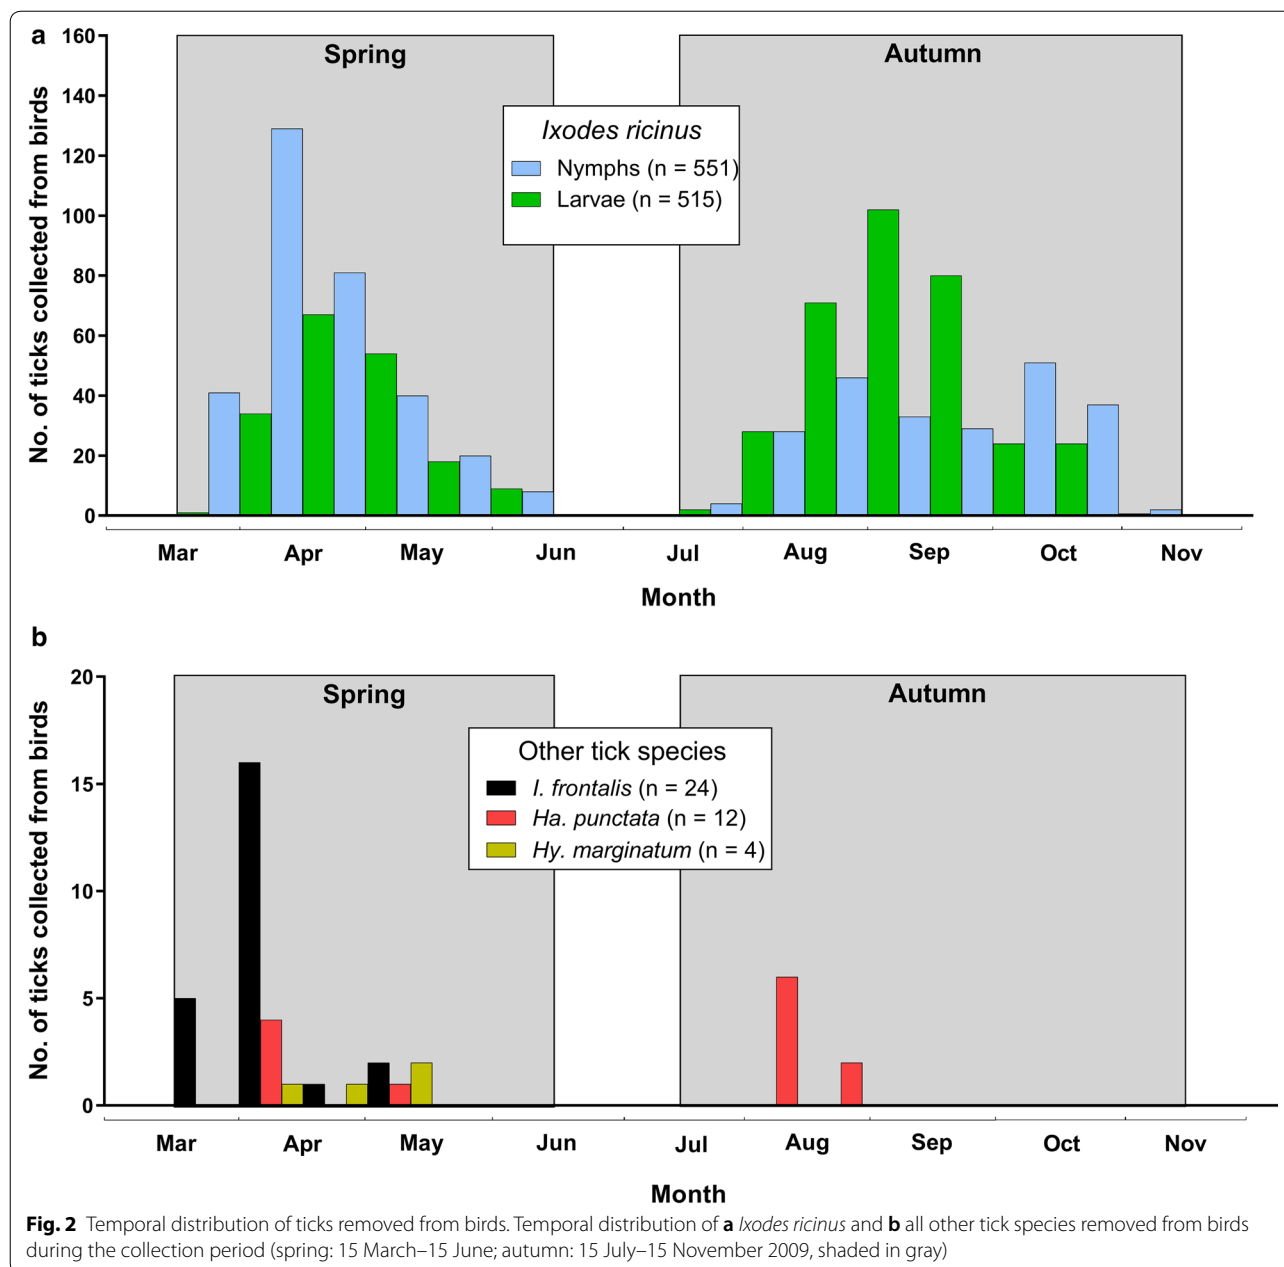 a
160
140
120
100
80
60
40
20
0
No. of ticks collected from birds
Spring
Autumn
Ixodes ricinus
Nymphs (n = 551)
Larvae (n = 515)
Mar Apr May Jun Jul Aug Sep Oct Nov
Month
b
20
15
10
5
0
No. of ticks collected from birds
Spring
Autumn
Other tick species
I. frontalis (n = 24)
Ha. punctata (n = 12)
Hy. marginatum (n = 4)
Mar Apr May Jun Jul Aug Sep Oct Nov
Month
Fig. 2 Temporal distribution of ticks removed from birds. Temporal distribution of a Ixodes ricinus and b all other tick species removed from birds
during the collection period (spring: 15 March–15 June; autumn: 15 July–15 November 2009, shaded in gray)